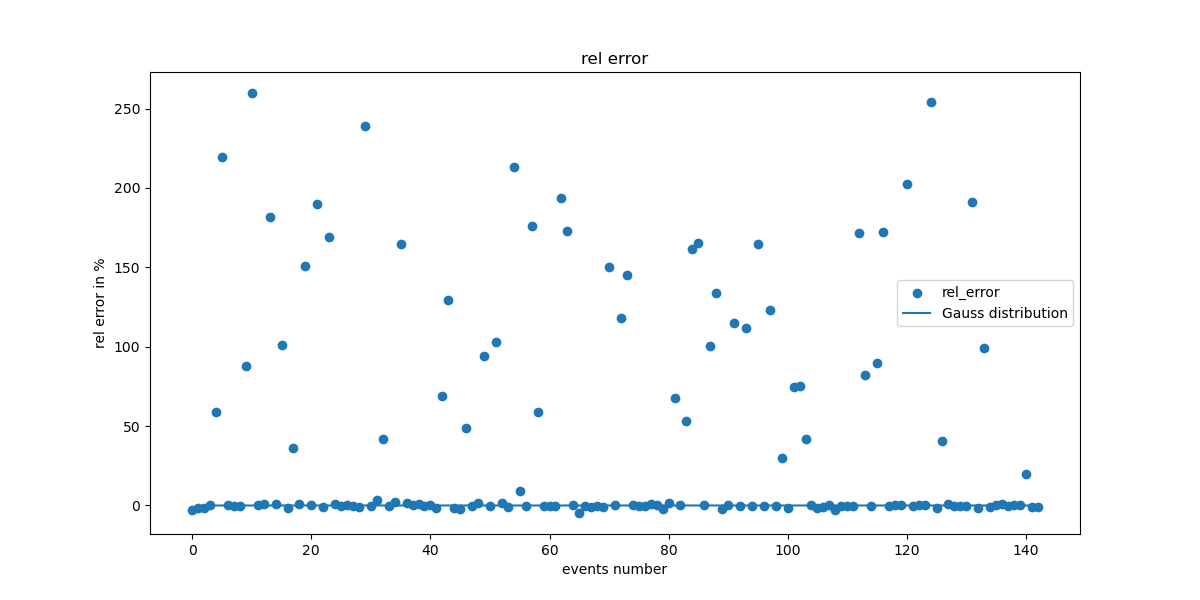 rel error
rel error in %
250
200
150
100
50
0
0 20 40 60 80 100 120 140
events number
rel_error
Gauss distribution